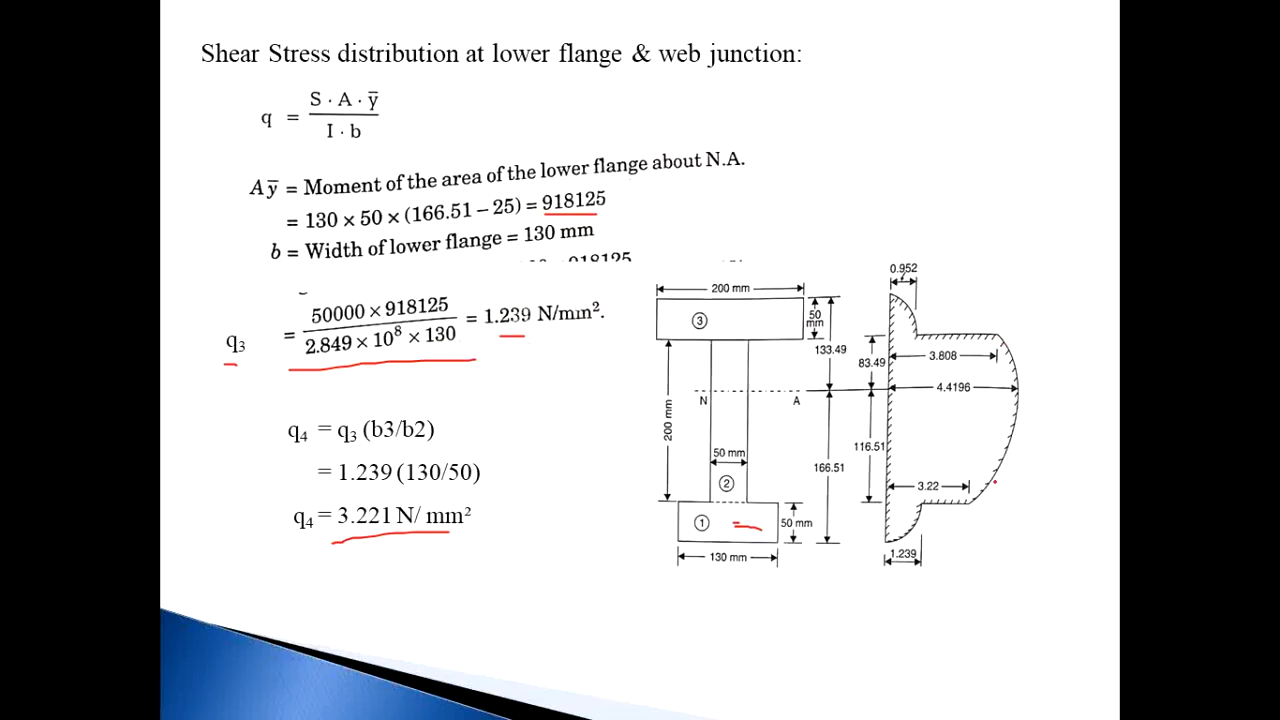 Shear Stress distribution at lower flange & web junction:
q = S · A · ȳ / I · b
Aȳ = Moment of the area of the lower flange about N.A.
= 130 × 50 × (166.51 – 25) = 918125
b = Width of lower flange = 130 mm
918125
q₃ = 50000 × 918125 / 2.849 × 10⁸ × 130 = 1.239 N/mm².
q₄ = q₃ (b3/b2)
= 1.239 (130/50)
q₄ = 3.221 N/ mm²
0.952
200 mm
③
50 mm
133.49
83.49
3.808
4.4196
N
A
200 mm
116.51
50 mm
166.51
②
3.22
①
50 mm
130 mm
1.239